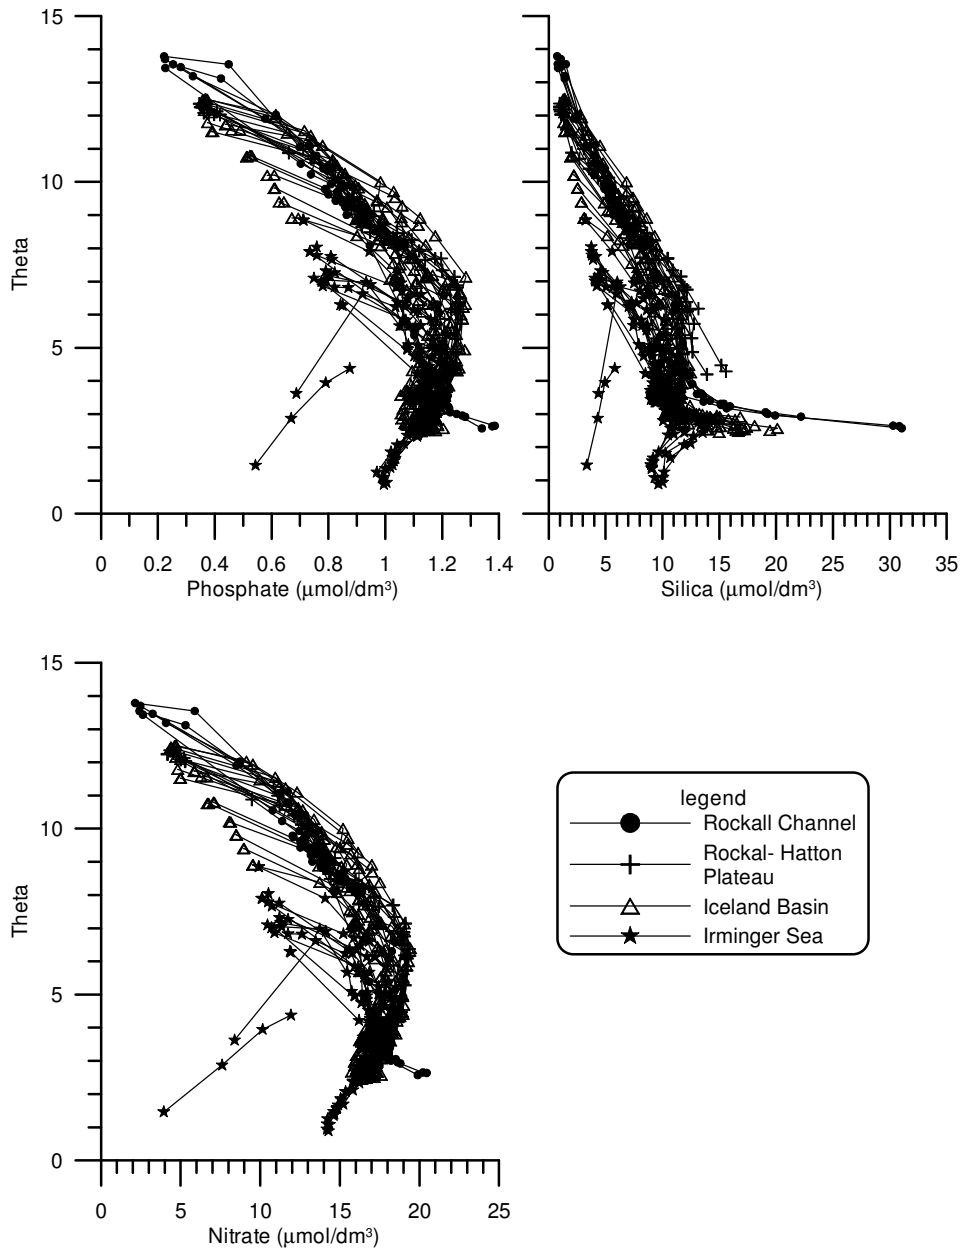 15
10
5
0
Theta
0 0.2 0.4 0.6 0.8 1 1.2 1.4
Phosphate (μmol/dm³)
0 5 10 15 20 25 30 35
Silica (μmol/dm³)
15
10
5
0
Theta
0 5 10 15 20 25
Nitrate (μmol/dm³)
legend
Rockall Channel
Rockal- Hatton
Plateau
Iceland Basin
Irminger Sea